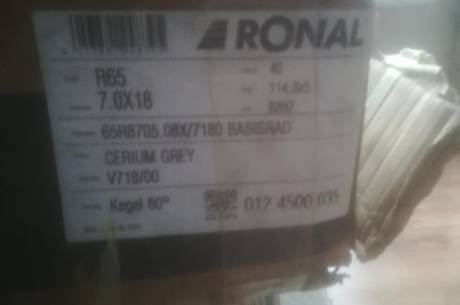 RONAL
R65 40
7.0X18 114,3x5
82H7
65R8705.08X/7180 BASISRAD
CERIUM GREY
V718/00
Kegel 60° 012 4500 035